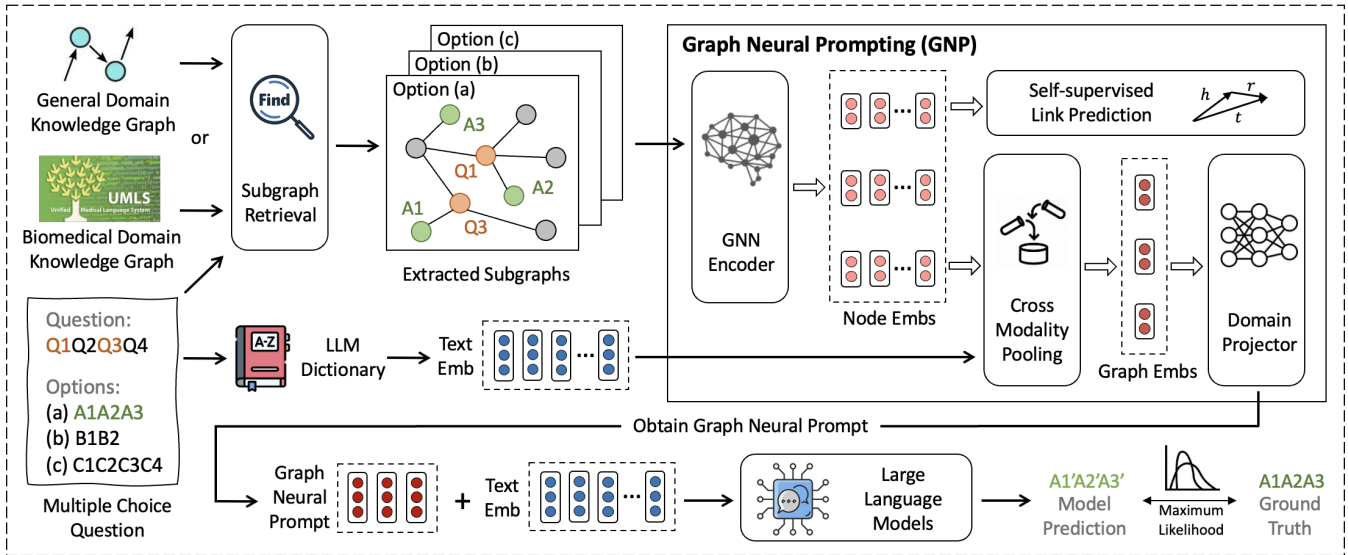 General Domain
Knowledge Graph
or
UMLS
Unified Medical Language System
Biomedical Domain
Knowledge Graph
Find
Subgraph
Retrieval
Option (c)
Option (b)
Option (a)
A3
Q1
A2
A1
Q3
Extracted Subgraphs
Graph Neural Prompting (GNP)
GNN
Encoder
Node Embs
Self-supervised
Link Prediction
h
r
t
Cross
Modality
Pooling
Graph Embs
Domain
Projector
Question:
Q1Q2Q3Q4
Options:
(a) A1A2A3
(b) B1B2
(c) C1C2C3C4
Multiple Choice
Question
A-Z
LLM
Dictionary
Text
Emb
Obtain Graph Neural Prompt
Graph
Neural
Prompt
+
Text
Emb
Large
Language
Models
A1'A2'A3'
Model
Prediction
Maximum
Likelihood
A1A2A3
Ground
Truth